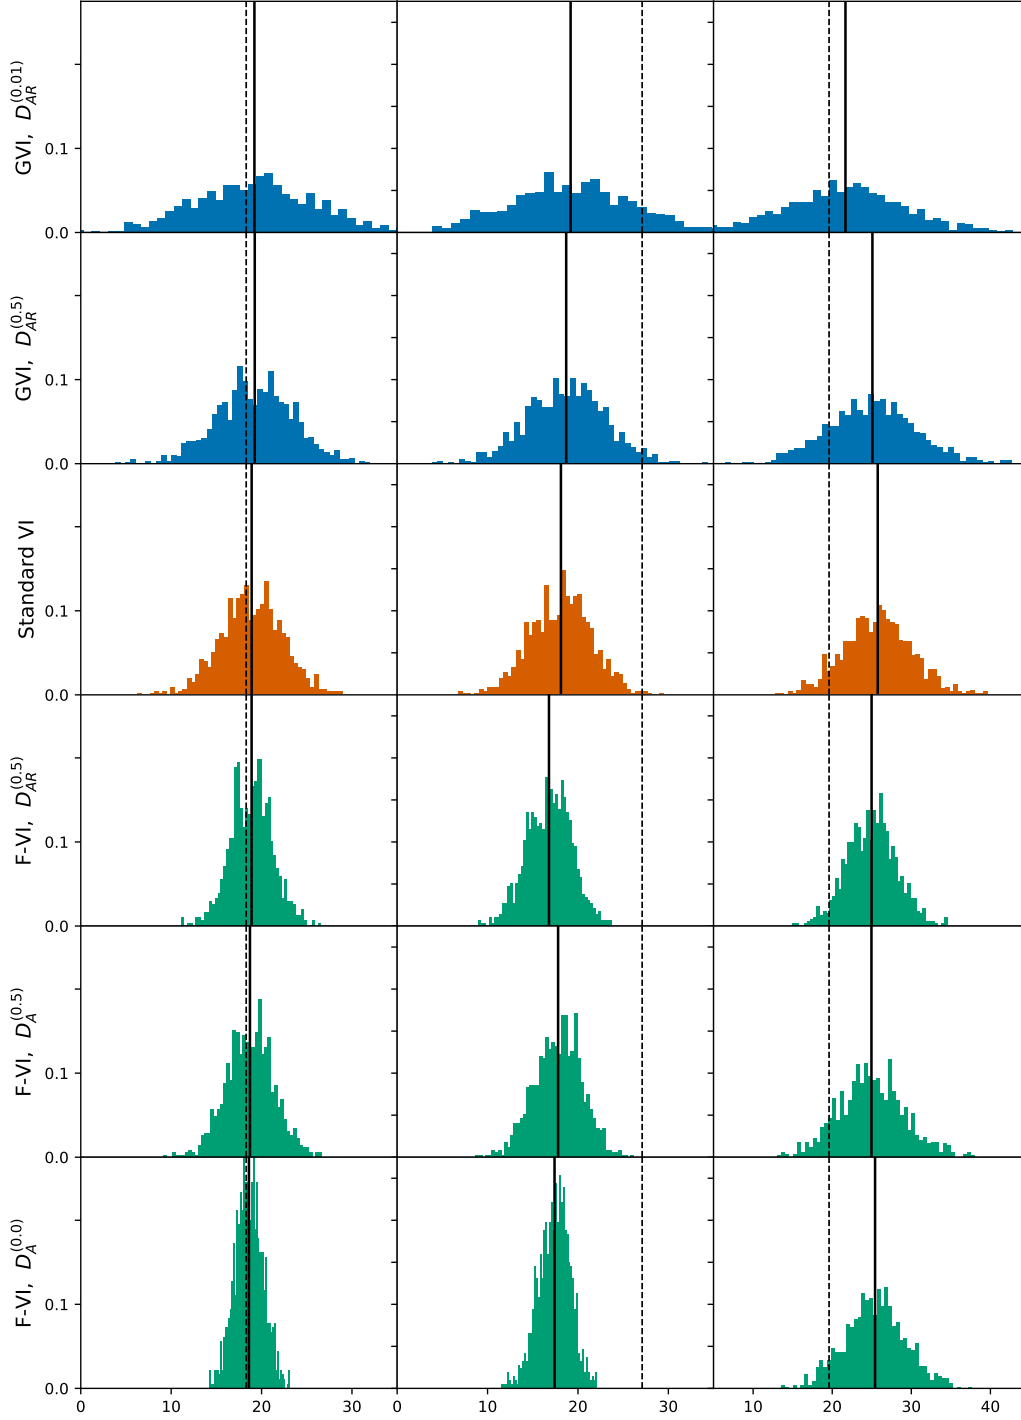 GVI, D_{AR}^{(0.01)}
0.1
0.0
GVI, D_{AR}^{(0.5)}
0.1
0.0
Standard VI
0.1
0.0
F-VI, D_{AR}^{(0.5)}
0.1
0.0
F-VI, D_{A}^{(0.5)}
0.1
0.0
F-VI, D_{A}^{(0.0)}
0.1
0.0
0 10 20 30 0 10 20 30 10 20 30 40